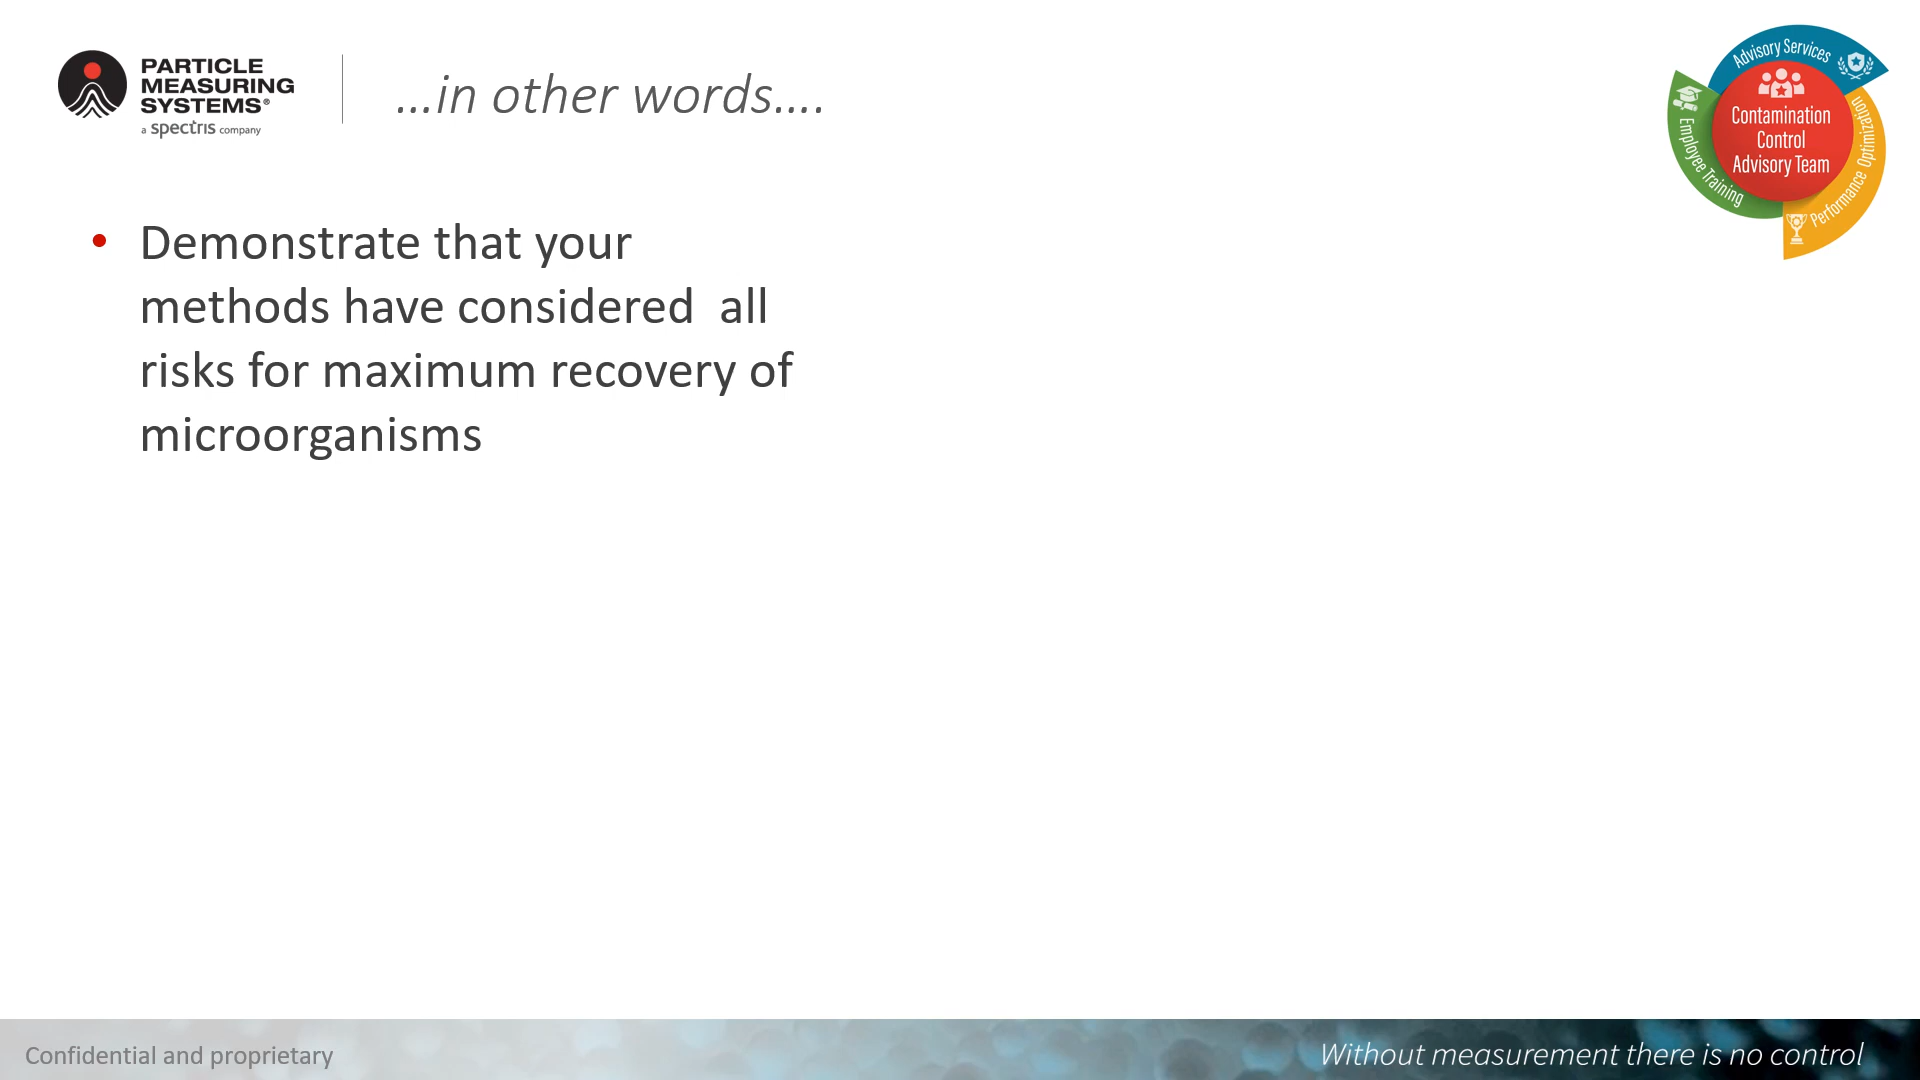 PARTICLE
MEASURING
SYSTEMS®
a spectris company
...in other words....
Advisory Services
Contamination
Control
Advisory Team
Employee Training
Performance Optimization
• Demonstrate that your
methods have considered  all
risks for maximum recovery of
microorganisms
Confidential and proprietary
Without measurement there is no control